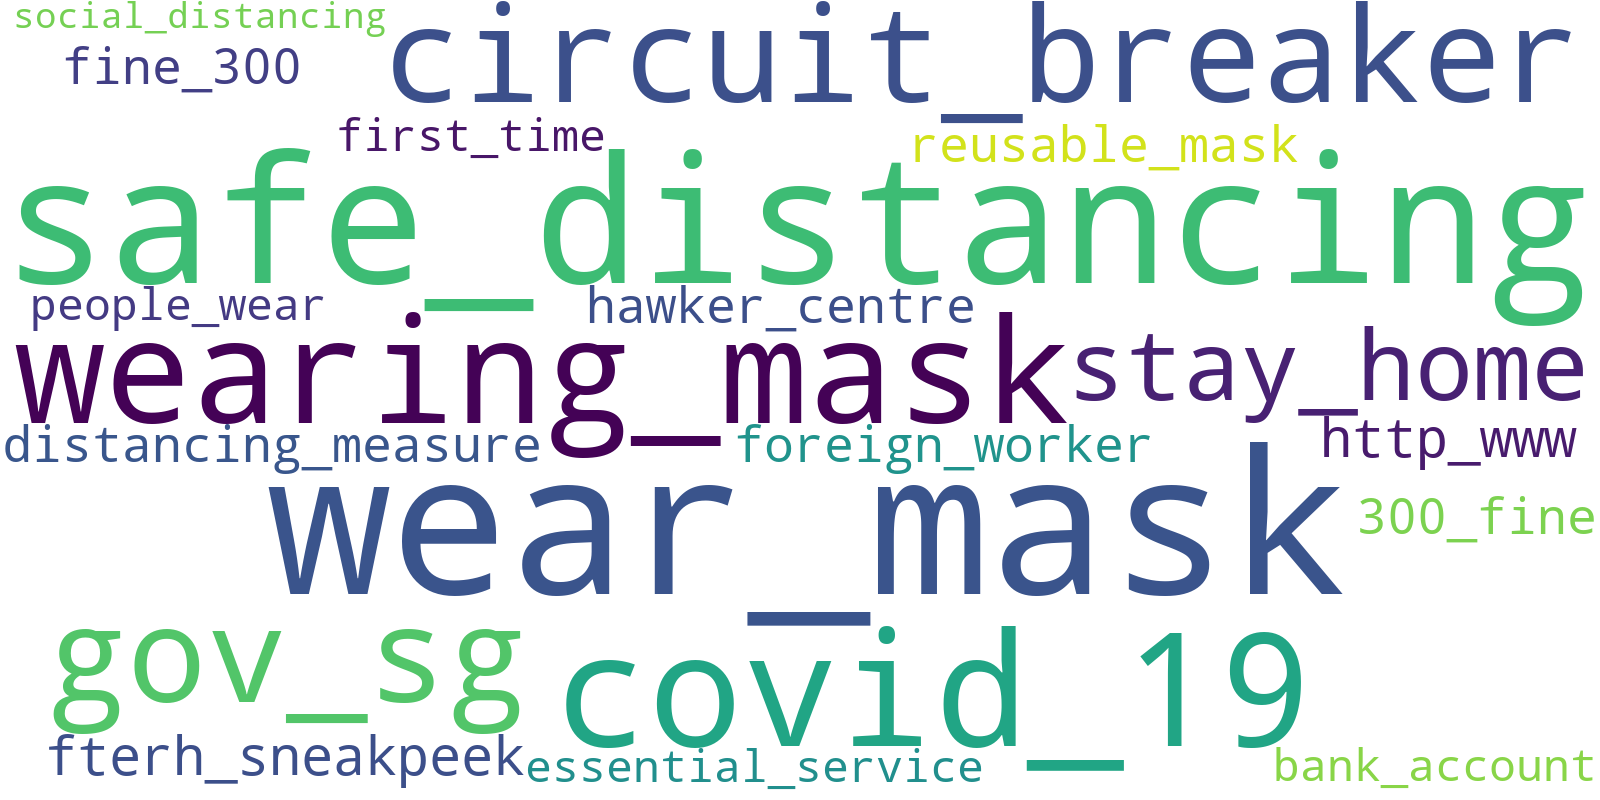 social_distancing
circuit_breaker
fine_300
first_time
reusable_mask
safe_distancing
people_wear
hawker_centre
wearing_mask
stay_home
distancing_measure
foreign_worker
http_www
wear_mask
300_fine
gov_sg
covid_19
fterh_sneakpeek
essential_service
bank_account